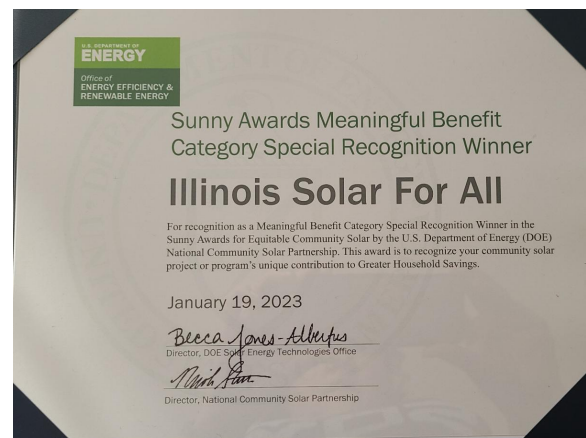 U.S. DEPARTMENT OF
ENERGY
Office of
ENERGY EFFICIENCY &
RENEWABLE ENERGY
Sunny Awards Meaningful Benefit
Category Special Recognition Winner
Illinois Solar For All
For recognition as a Meaningful Benefit Category Special Recognition Winner in the
Sunny Awards for Equitable Community Solar by the U.S. Department of Energy (DOE)
National Community Solar Partnership. This award is to recognize your community solar
project or program's unique contribution to Greater Household Savings.
January 19, 2023
Becca Jones-Albertus
Director, DOE Solar Energy Technologies Office
Director, National Community Solar Partnership